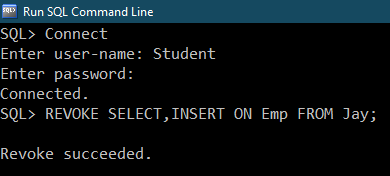 Run SQL Command Line
SQL> Connect
Enter user-name: Student
Enter password:
Connected.
SQL> REVOKE SELECT,INSERT ON Emp FROM Jay;
Revoke succeeded.